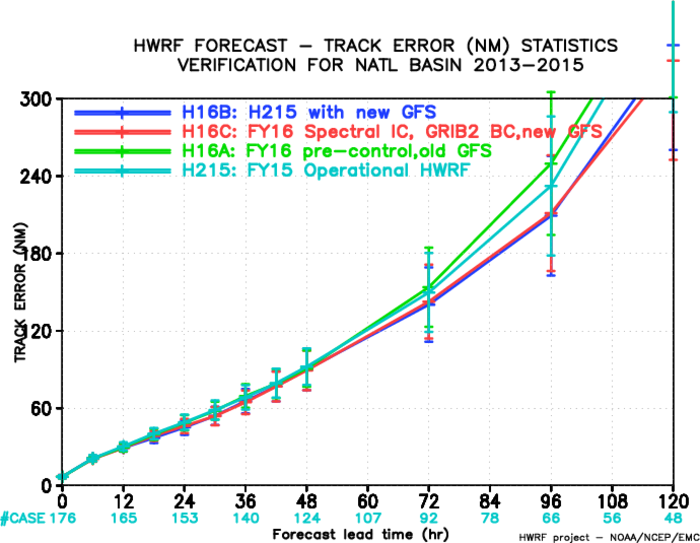 HWRF FORECAST – TRACK ERROR (NM) STATISTICS
VERIFICATION FOR NATL BASIN 2013–2015
H16B: H215 with new GFS
H16C: FY16 Spectral IC, GRIB2 BC,new GFS
H16A: FY16 pre–control,old GFS
H215: FY15 Operational HWRF
TRACK ERROR (NM)
300
240
180
120
60
0
0 12 24 36 48 60 72 84 96 108 120
#CASE 176 165 153 140 124 107 92 78 66 56 48
Forecast lead time (hr)
HWRF project – NOAA/NCEP/EMC